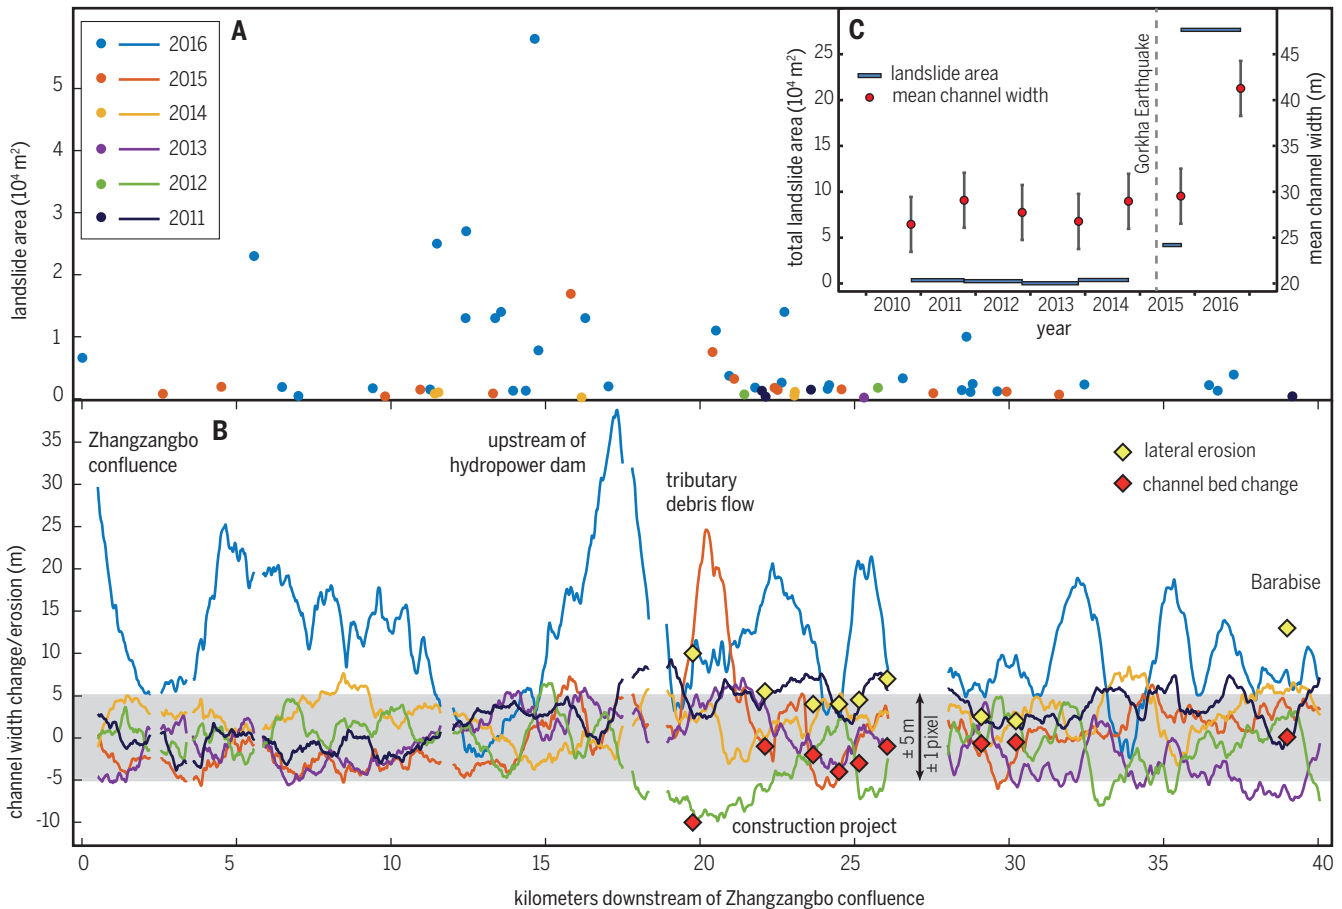 A
2016
2015
2014
2013
2012
2011
landslide area (10⁴ m²)
5
4
3
2
1
0
C
landslide area
mean channel width
Gorkha Earthquake
total landslide area (10⁴ m²)
25
20
15
10
5
0
mean channel width (m)
45
40
35
30
25
20
2010 2011 2012 2013 2014 2015 2016
year
B
Zhangzangbo
confluence
upstream of
hydropower dam
tributary
debris flow
lateral erosion
channel bed change
Barabise
± 5 m
± 1 pixel
construction project
channel width change/erosion (m)
35
30
25
20
15
10
5
0
-5
-10
0 5 10 15 20 25 30 35 40
kilometers downstream of Zhangzangbo confluence